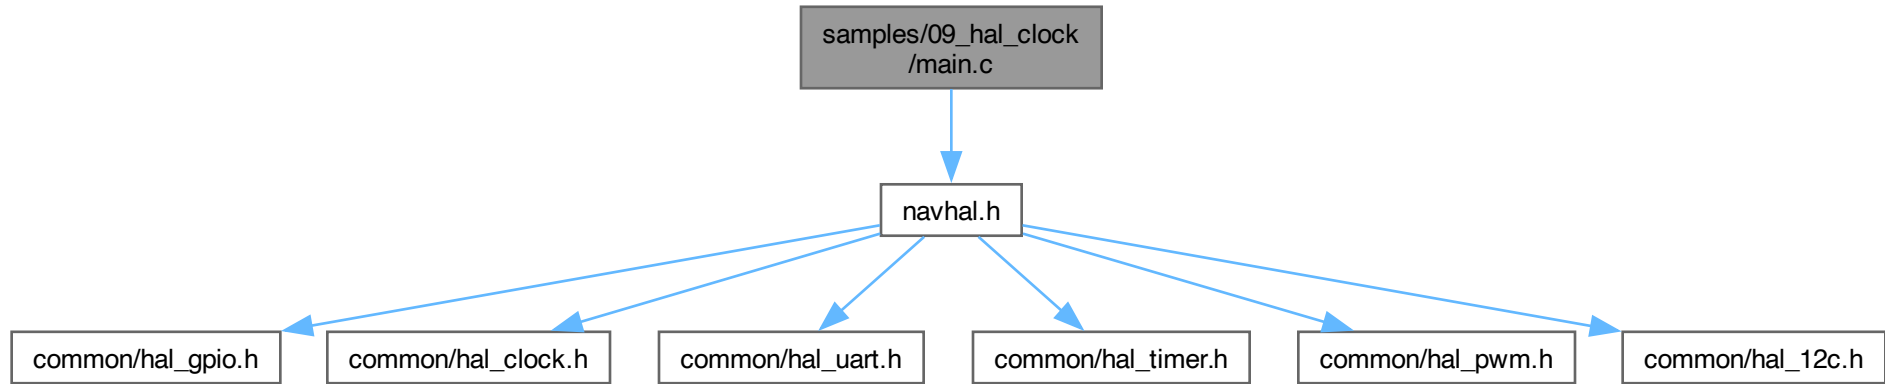 samples/09_hal_clock
/main.c
navhal.h
common/hal_gpio.h
common/hal_clock.h
common/hal_uart.h
common/hal_timer.h
common/hal_pwm.h
common/hal_12c.h